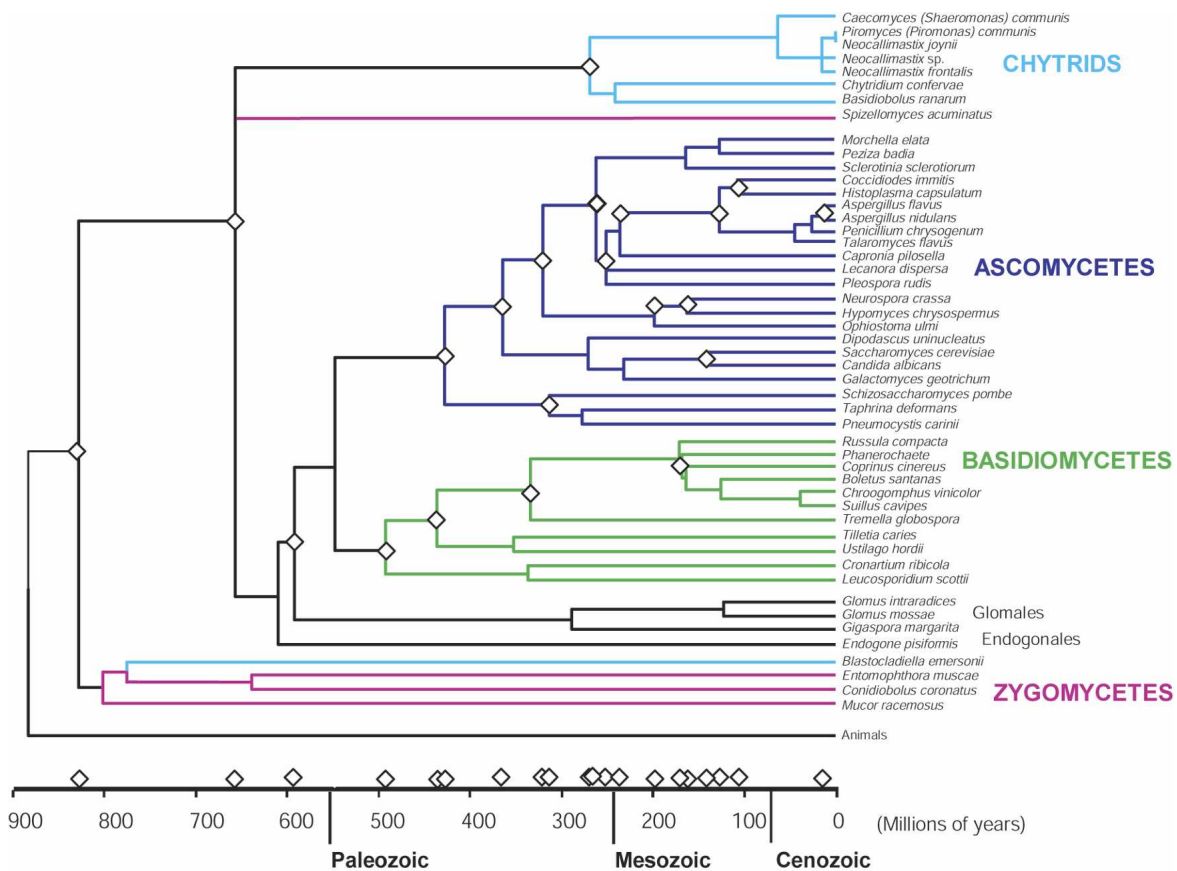 Caecomyces (Shaeromonas) communis
Piromyces (Piromonas) communis
Neocallimastix joynii
Neocallimastix sp.
Neocallimastix frontalis
CHYTRIDS
Chytridium confervae
Basidiobolus ranarum
Spizellomyces acuminatus
Morchella elata
Peziza badia
Sclerotinia sclerotiorum
Coccidiodes immitis
Histoplasma capsulatum
Aspergillus flavus
Aspergillus nidulans
Penicillium chrysogenum
Talaromyces flavus
Capronia pilosella
ASCOMYCETES
Lecanora dispersa
Pleospora rudis
Neurospora crassa
Hypomyces chrysospermus
Ophiostoma ulmi
Dipodascus uninucleatus
Saccharomyces cerevisiae
Candida albicans
Galactomyces geotrichum
Schizosaccharomyces pombe
Taphrina deformans
Pneumocystis carinii
Russula compacta
Phanerochaete
BASIDIOMYCETES
Coprinus cinereus
Boletus santanas
Chroogomphus vinicolor
Suillus cavipes
Tremella globospora
Tilletia caries
Ustilago hordii
Cronartium ribicola
Leucosporidium scottii
Glomus intraradices
Glomus mossae
Glomales
Gigaspora margarita
Endogone pisiformis
Endogonales
Blastocladiella emersonii
Entomophthora muscae
Conidiobolus coronatus
ZYGOMYCETES
Mucor racemosus
Animals
900 800 700 600 500 400 300 200 100 0 (Millions of years)
Paleozoic Mesozoic Cenozoic